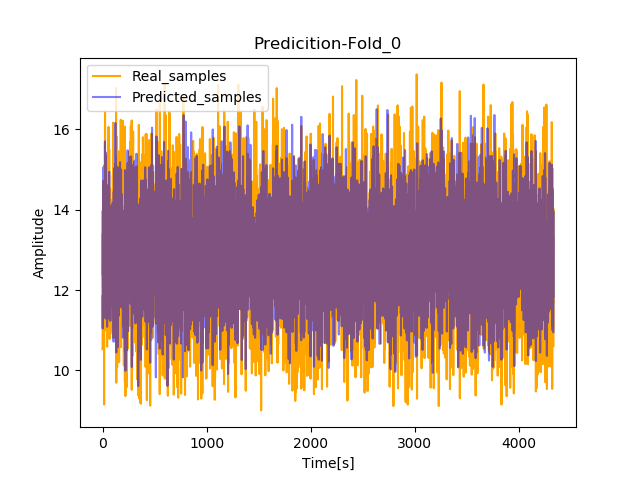 Predicition-Fold_0
Real_samples
Predicted_samples
16
14
12
10
Amplitude
0 1000 2000 3000 4000
Time[s]